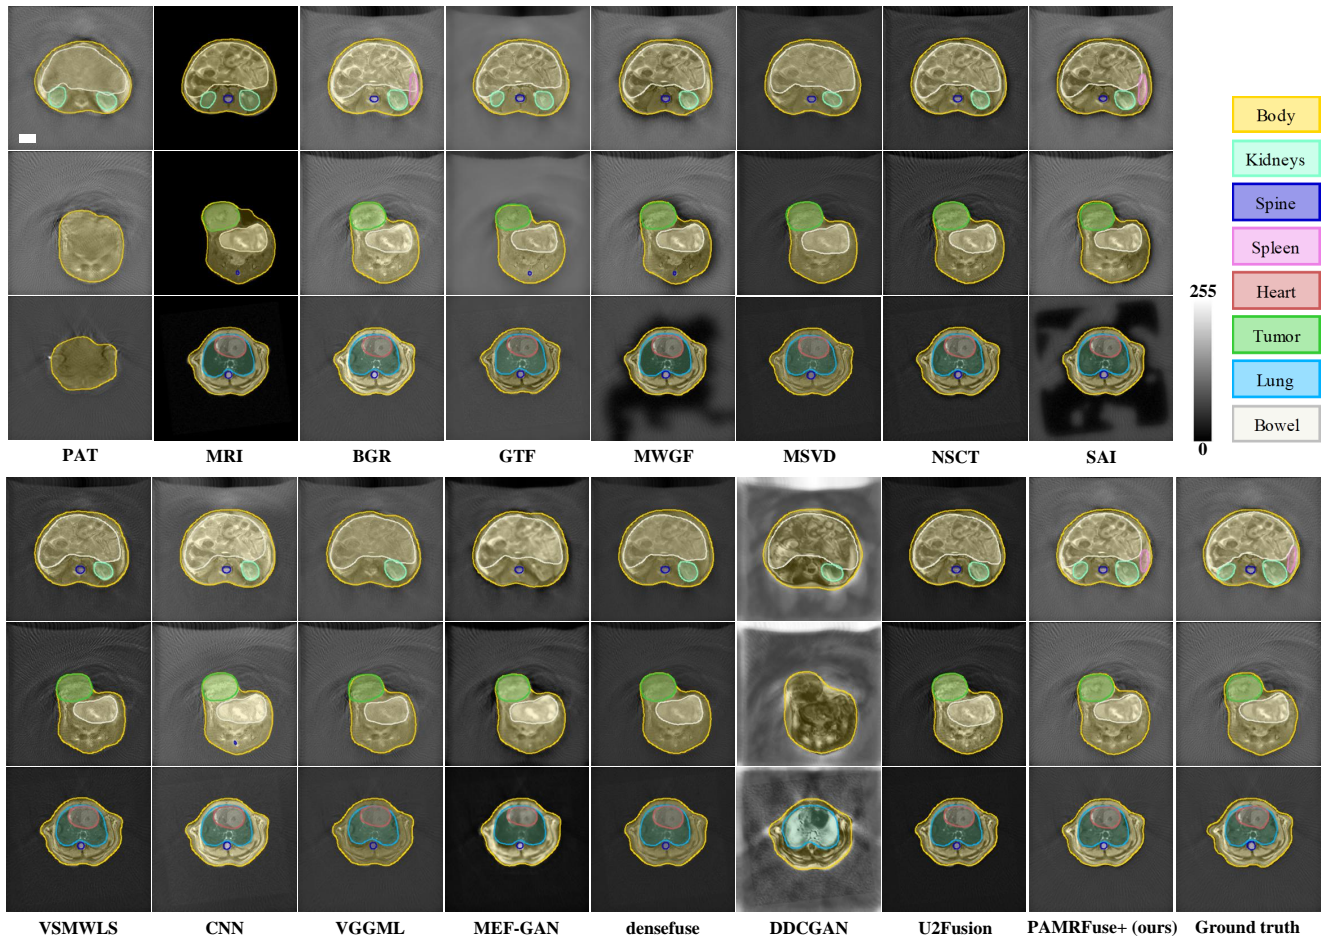 Body
Kidneys
Spine
Spleen
Heart
Tumor
Lung
Bowel
255
0
PAT MRI BGR GTF MWGF MSVD NSCT SAI
VSMWLS CNN VGGML MEF-GAN densefuse DDCGAN U2Fusion PAMRFuse+ (ours) Ground truth